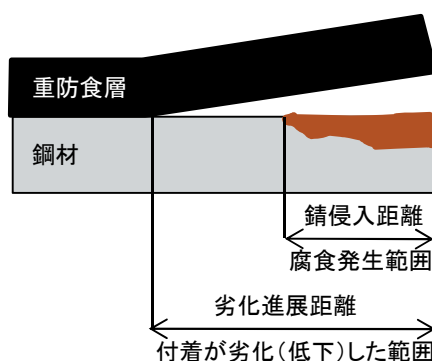 重防食層
鋼材
錆侵入距離
腐食発生範囲
劣化進展距離
付着が劣化(低下)した範囲